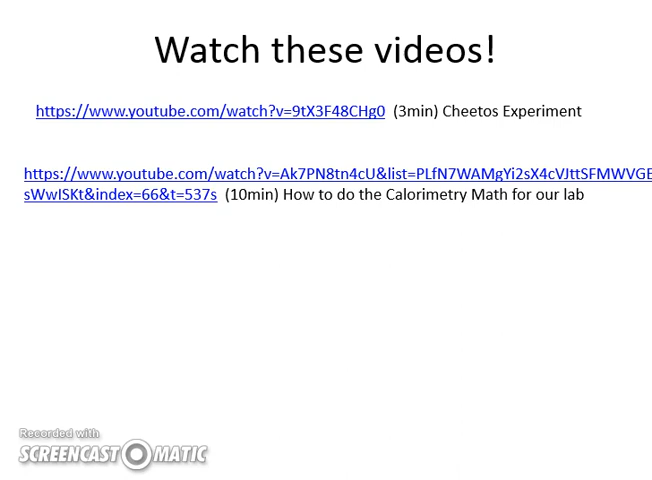 Watch these videos!
https://www.youtube.com/watch?v=9tX3F48CHg0 (3min) Cheetos Experiment
https://www.youtube.com/watch?v=Ak7PN8tn4cU&list=PLfN7WAMgYi2sX4cVJttSFMWVGE
sWwISKt&index=66&t=537s (10min) How to do the Calorimetry Math for our lab
Recorded with
SCREENCAST MATIC